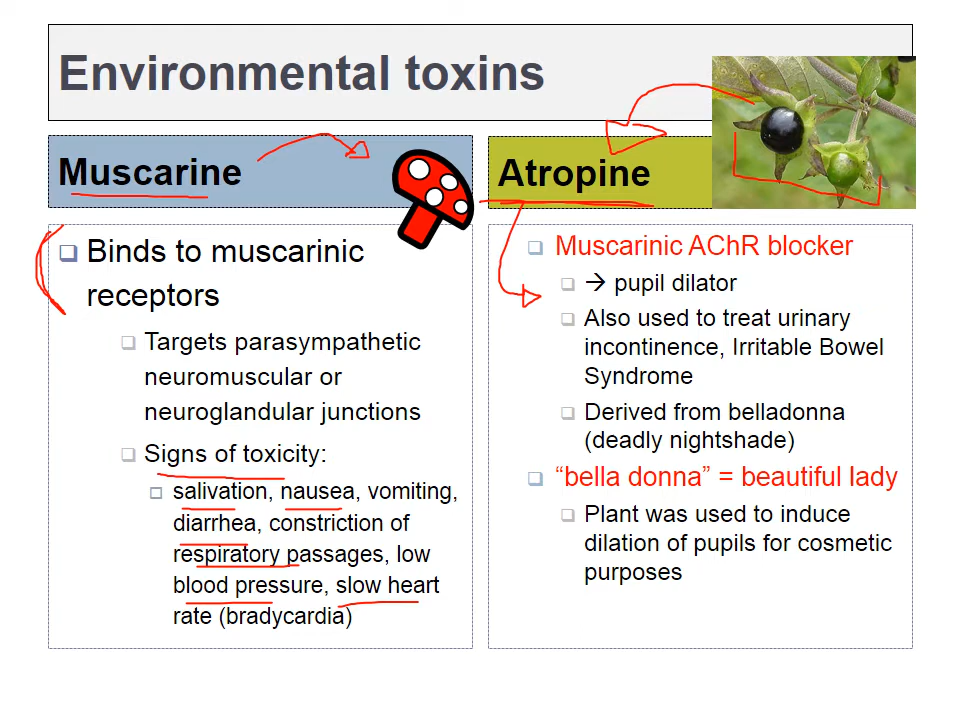 Environmental toxins
Muscarine
Binds to muscarinic
receptors
Targets parasympathetic
neuromuscular or
neuroglandular junctions
Signs of toxicity:
salivation, nausea, vomiting,
diarrhea, constriction of
respiratory passages, low
blood pressure, slow heart
rate (bradycardia)
Atropine
Muscarinic AChR blocker
→ pupil dilator
Also used to treat urinary
incontinence, Irritable Bowel
Syndrome
Derived from belladonna
(deadly nightshade)
“bella donna” = beautiful lady
Plant was used to induce
dilation of pupils for cosmetic
purposes